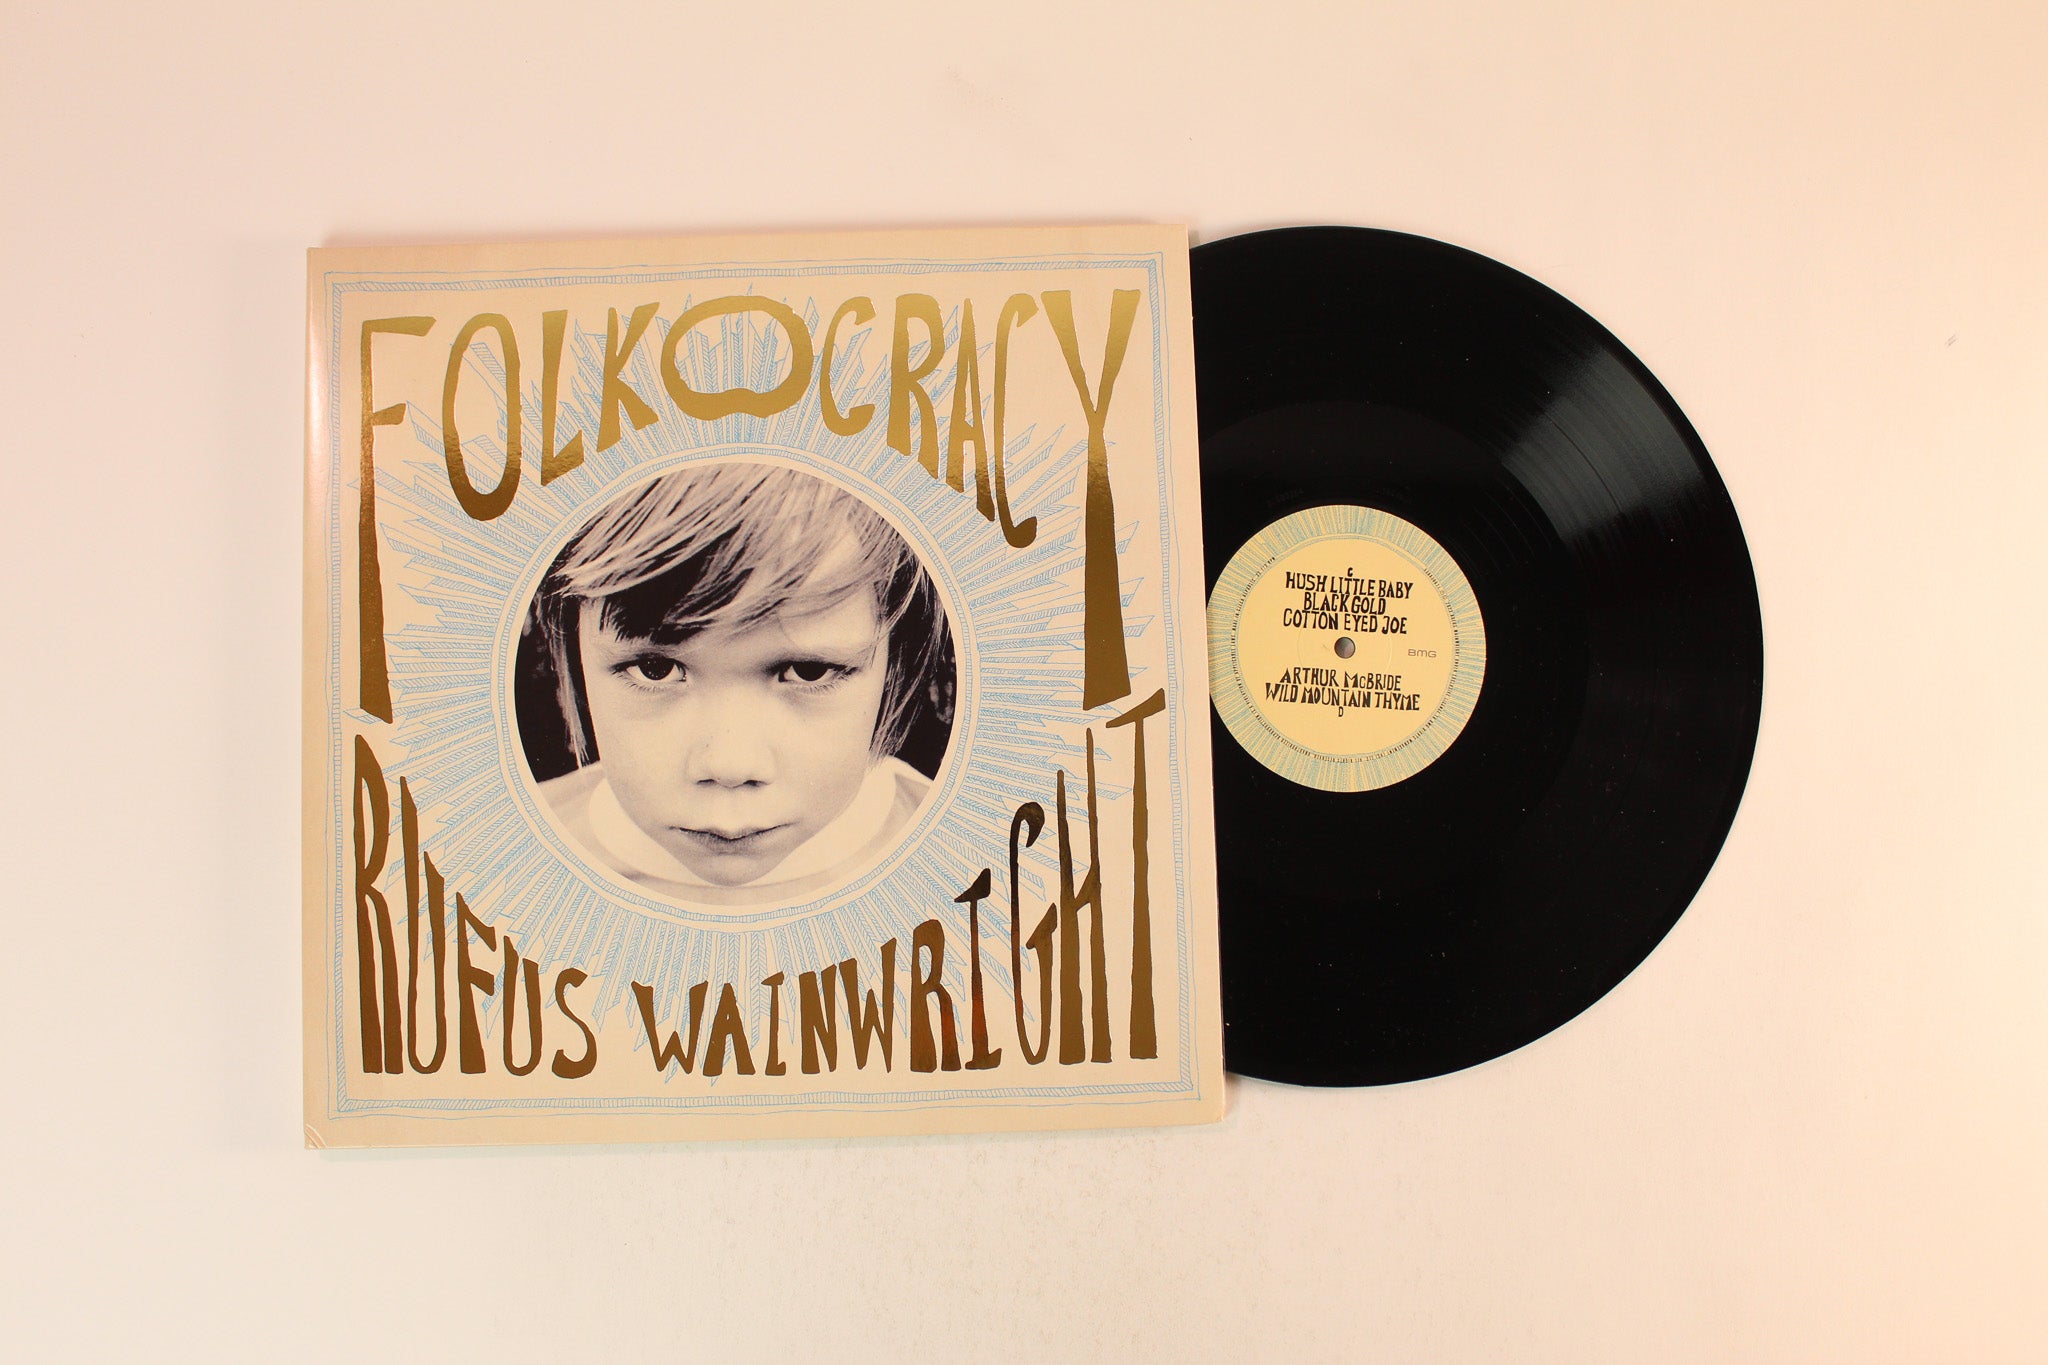 FOLKOCRACY
RUFUS WAINWRIGHT
C
HUSH LITTLE BABY
BLACK GOLD
COTTON EYED JOE
BMG
ARTHUR McBRIDE
WILD MOUNTAIN THYME
D